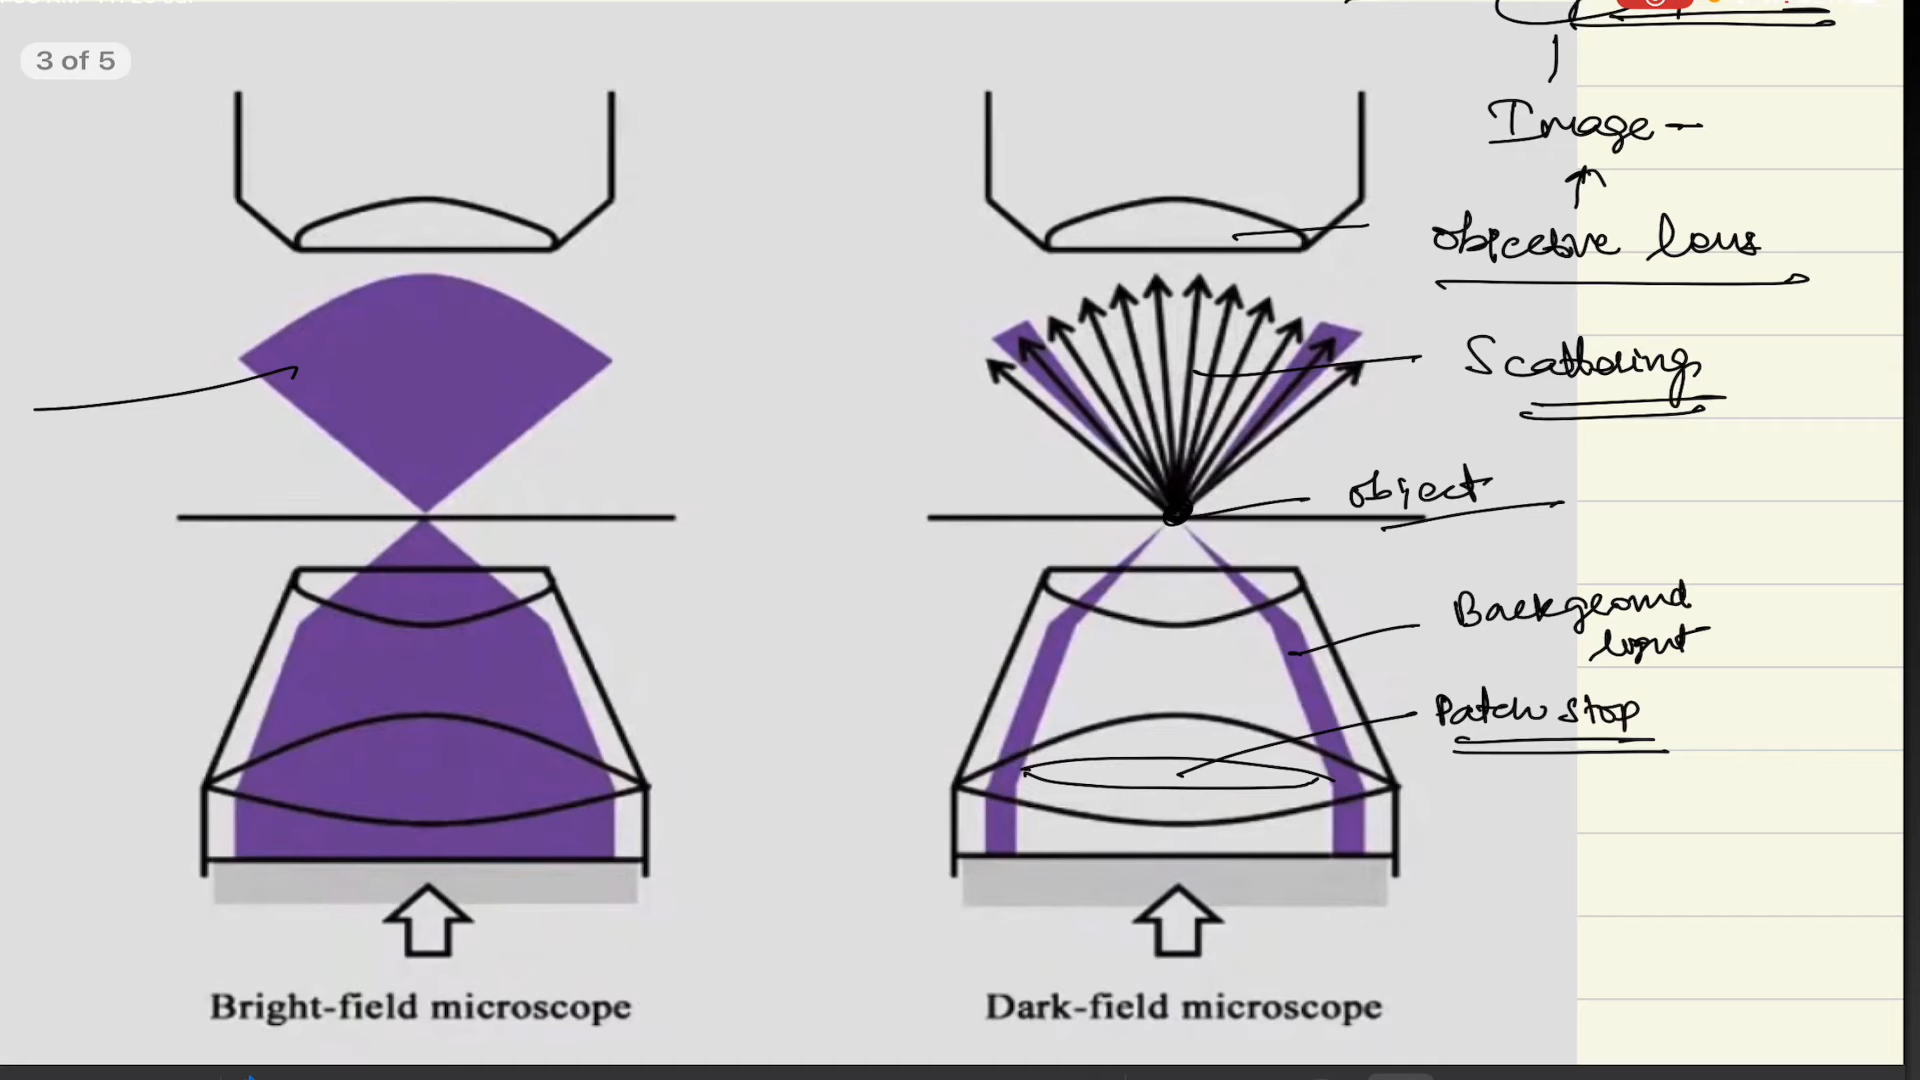 3 of 5
Image -
objective lens
Scattering
object
Background
light
Patch stop
Bright-field microscope
Dark-field microscope